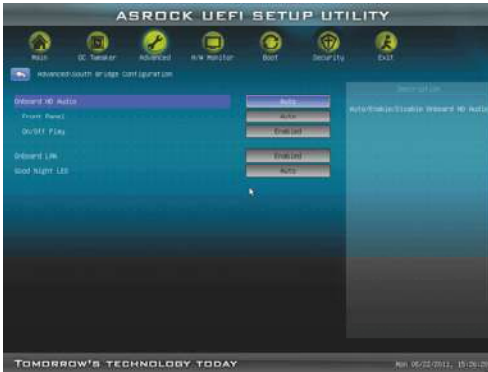 ASROCK UEFI SETUP UTILITY
Main OC Tweaker Advanced H/W Monitor Boot Security Exit
Advanced\South Bridge Configuration
Description
Onboard HD Audio Auto
Auto/Enable/Disable Onboard HD Audio
Front Panel Auto
On/Off Play Enabled
Onboard LAN Enabled
Good Night LED Auto
TOMORROW'S TECHNOLOGY TODAY